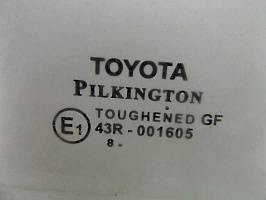 TOYOTA
PILKINGTON
TOUGHENED GF
E1 43R - 001605
8 -